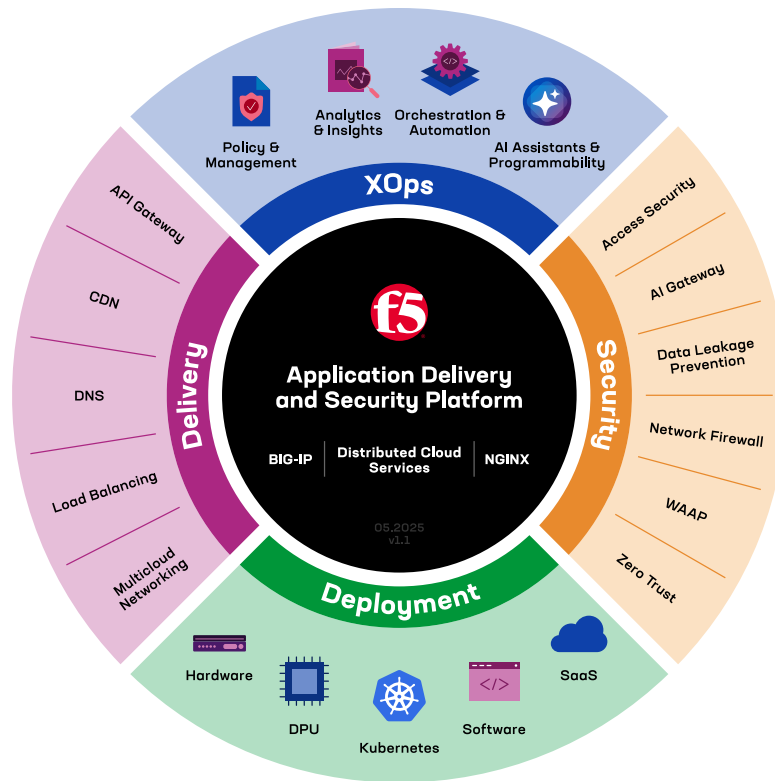 Policy &
Management
Analytics
& Insights
Orchestration &
Automation
</>
AI Assistants &
Programmability
XOps
API Gateway
CDN
DNS
Load Balancing
Multicloud
Networking
Delivery
f5
Application Delivery
and Security Platform
BIG-IP
Distributed Cloud
Services
NGINX
05.2025
v1.1
Security
Access Security
AI Gateway
Data Leakage
Prevention
Network Firewall
WAAP
Zero Trust
Deployment
Hardware
DPU
Kubernetes
</>
Software
SaaS